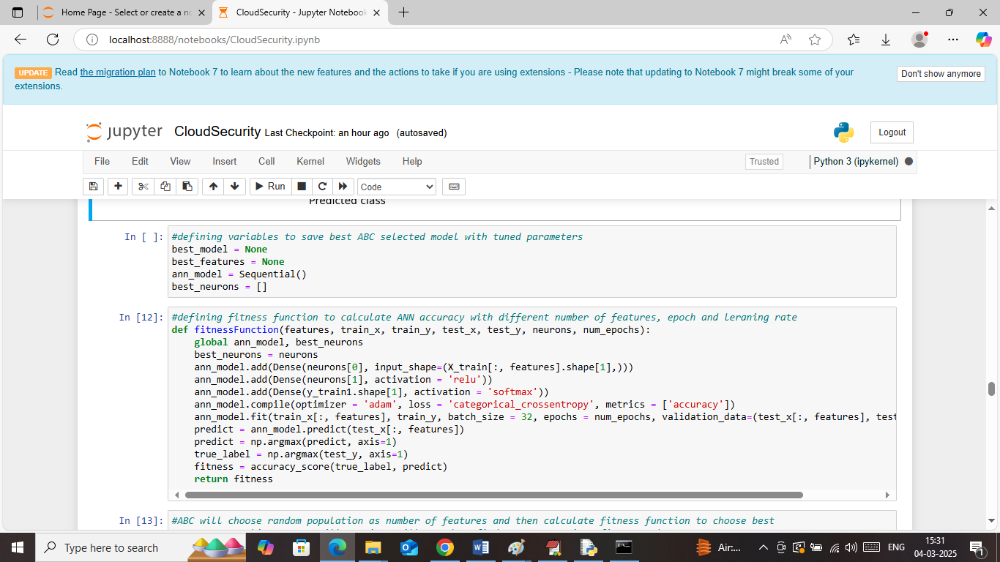 Home Page - Select or create a no
CloudSecurity - Jupyter Notebook
localhost:8888/notebooks/CloudSecurity.ipynb
UPDATE Read the migration plan to Notebook 7 to learn about the new features and the actions to take if you are using extensions - Please note that updating to Notebook 7 might break some of your
extensions.
Don't show anymore
jupyter CloudSecurity Last Checkpoint: an hour ago (autosaved)
Logout
File Edit View Insert Cell Kernel Widgets Help
Trusted
Python 3 (ipykernel)
Run
Code
Predicted class
In [ ]: #defining variables to save best ABC selected model with tuned parameters
best_model = None
best_features = None
ann_model = Sequential()
best_neurons = []
In [12]: #defining fitness function to calculate ANN accuracy with different number of features, epoch and leraning rate
def fitnessFunction(features, train_x, train_y, test_x, test_y, neurons, num_epochs):
    global ann_model, best_neurons
    best_neurons = neurons
    ann_model.add(Dense(neurons[0], input_shape=(X_train[:, features].shape[1],)))
    ann_model.add(Dense(neurons[1], activation = 'relu'))
    ann_model.add(Dense(y_train1.shape[1], activation = 'softmax'))
    ann_model.compile(optimizer = 'adam', loss = 'categorical_crossentropy', metrics = ['accuracy'])
    ann_model.fit(train_x[:, features], train_y, batch_size = 32, epochs = num_epochs, validation_data=(test_x[:, features], test
    predict = ann_model.predict(test_x[:, features])
    predict = np.argmax(predict, axis=1)
    true_label = np.argmax(test_y, axis=1)
    fitness = accuracy_score(true_label, predict)
    return fitness
In [13]: #ABC will choose random population as number of features and then calculate fitness function to choose best
Type here to search
Air:...
ENG
15:31
04-03-2025
1